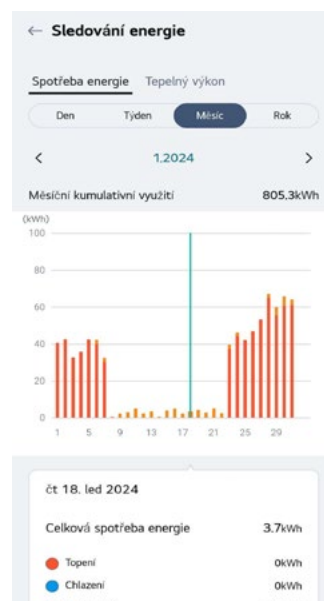 ← Sledování energie
Spotřeba energie Tepelný výkon
Den Týden Měsíc Rok
< 1,2024 >
Měsíční kumulativní využití 805.3kWh
(kWh)
100
80
60
40
20
0
1 5 9 13 17 21 25 29
čt 18. led 2024
Celková spotřeba energie 3.7kWh
Topení 0kWh
Chlazení 0kWh